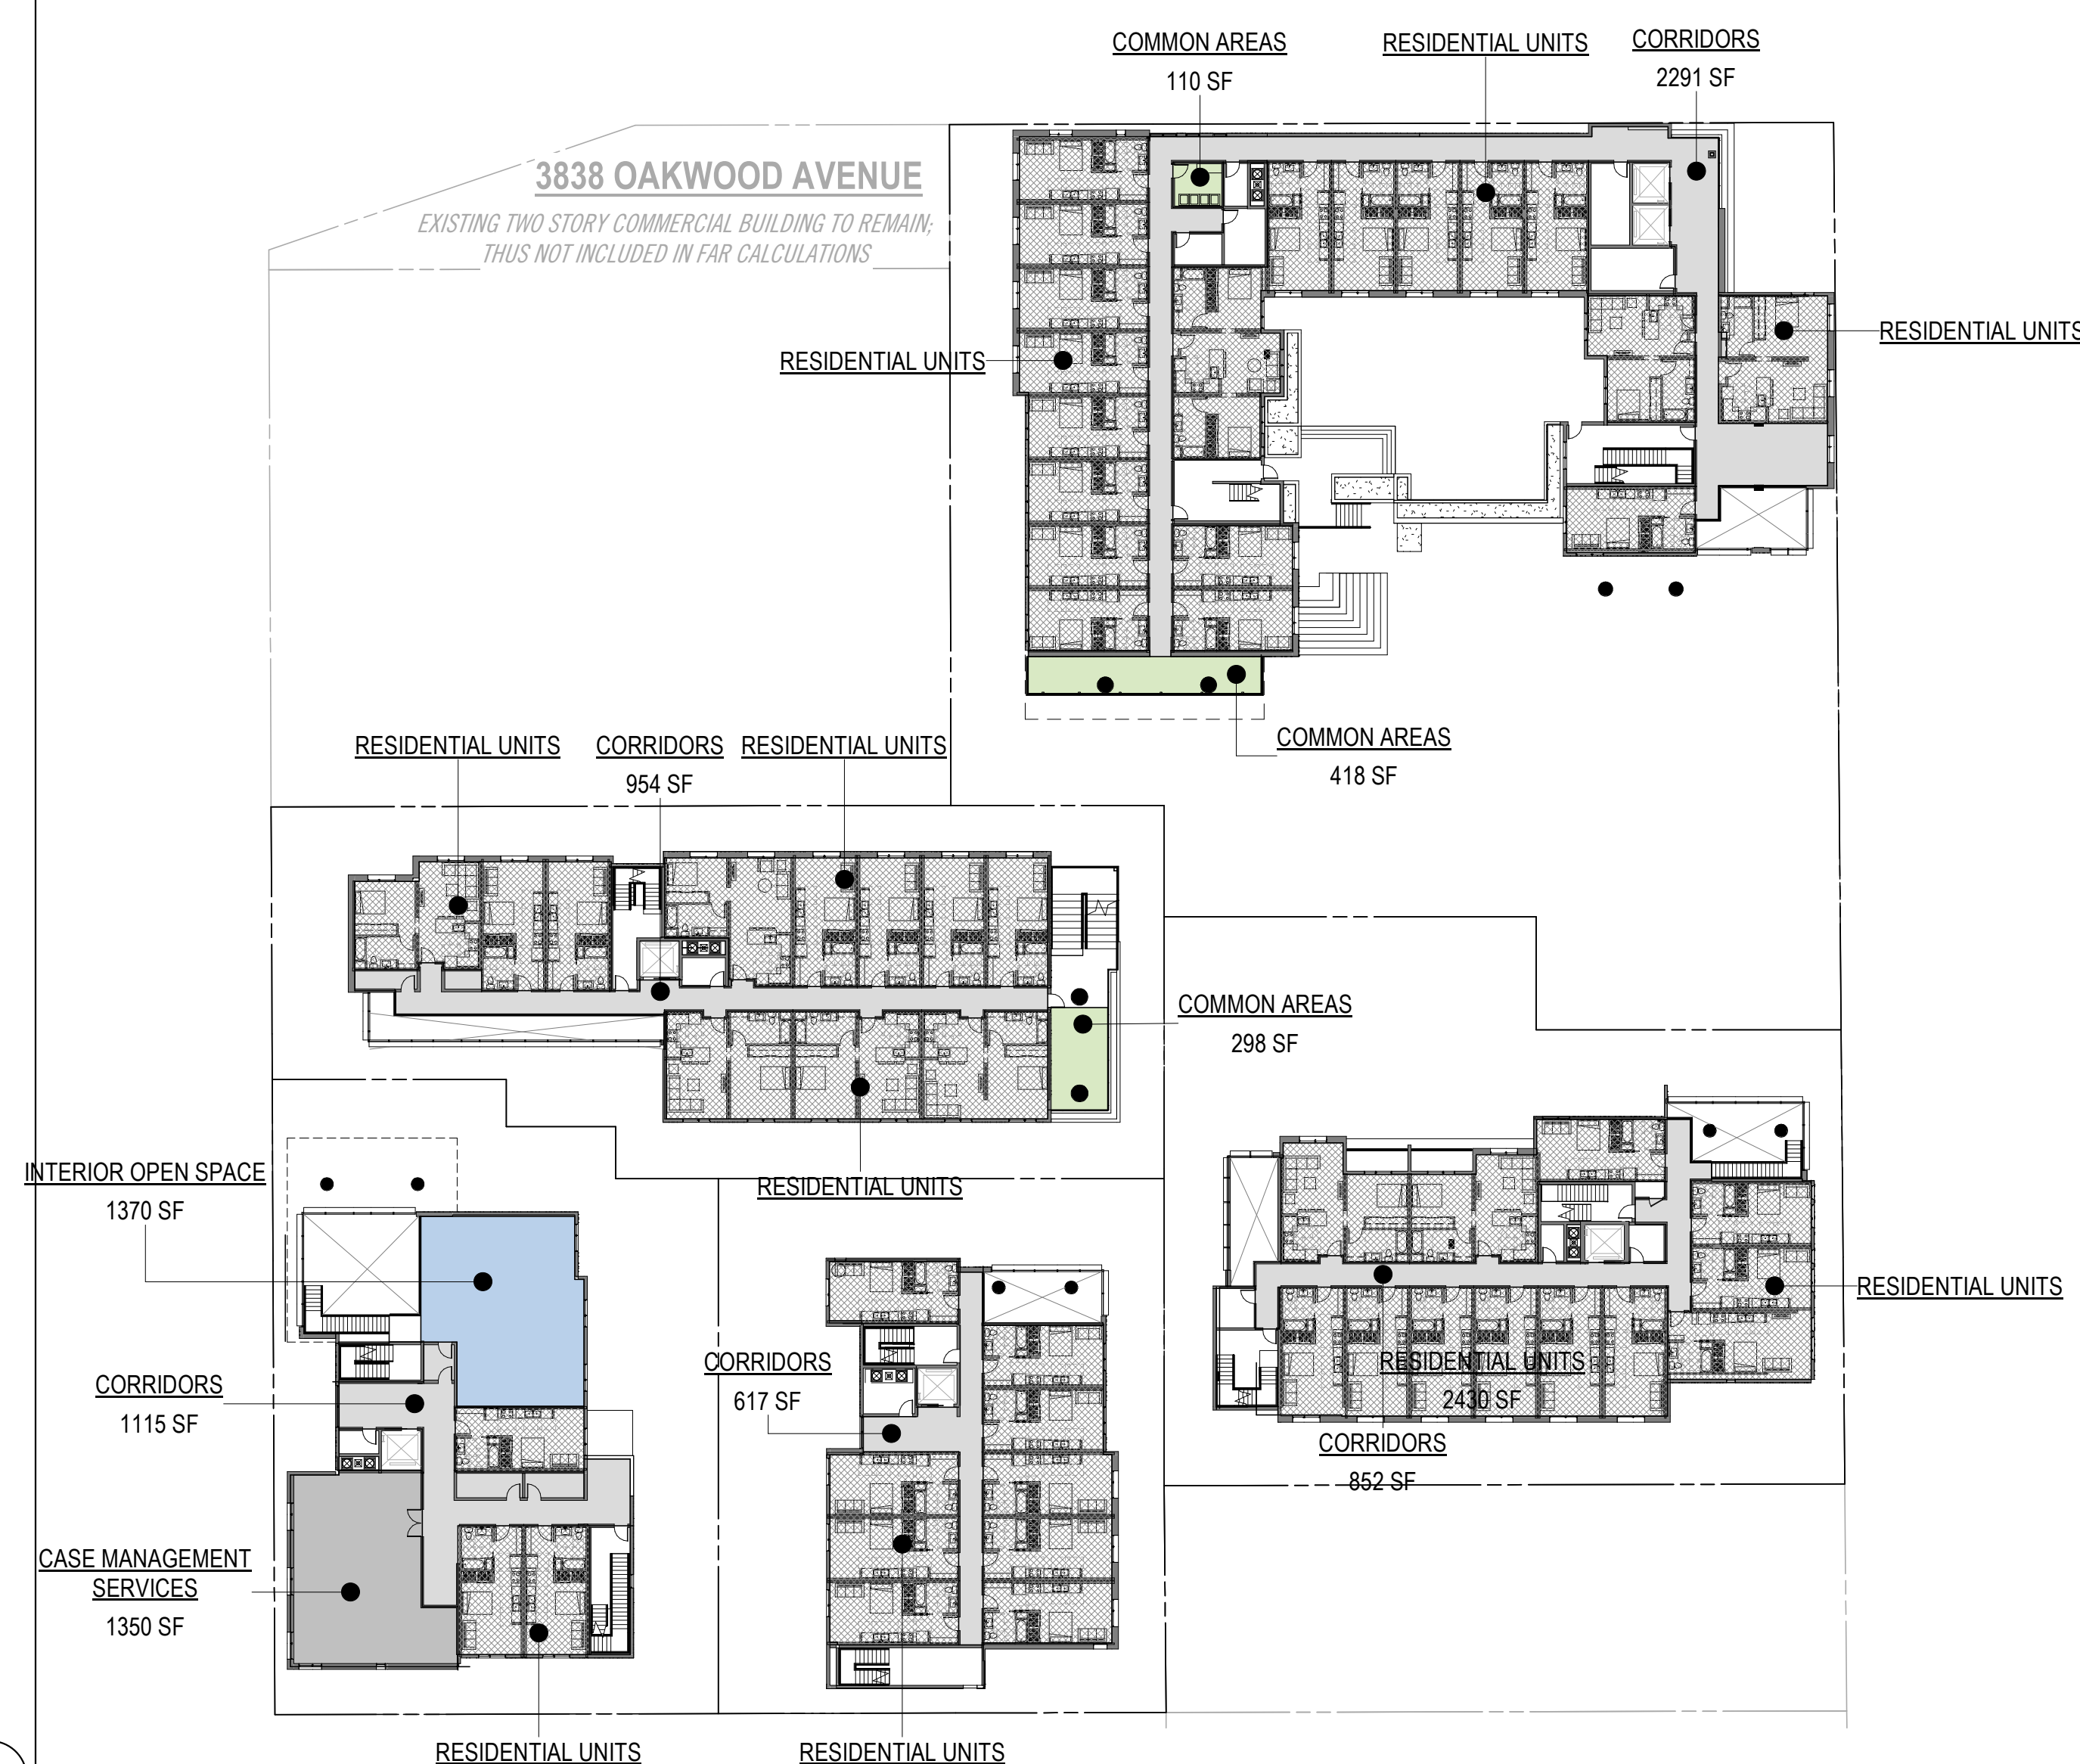 COMMON AREAS
110 SF
RESIDENTIAL UNITS
CORRIDORS
2291 SF
3838 OAKWOOD AVENUE
EXISTING TWO STORY COMMERCIAL BUILDING TO REMAIN;
THUS NOT INCLUDED IN FAR CALCULATIONS
RESIDENTIAL UNITS
RESIDENTIAL UNITS
COMMON AREAS
418 SF
RESIDENTIAL UNITS
CORRIDORS
954 SF
RESIDENTIAL UNITS
COMMON AREAS
298 SF
RESIDENTIAL UNITS
INTERIOR OPEN SPACE
1370 SF
RESIDENTIAL UNITS
CORRIDORS
617 SF
RESIDENTIAL UNITS
2430 SF
CORRIDORS
852 SF
CORRIDORS
1115 SF
CASE MANAGEMENT
SERVICES
1350 SF
RESIDENTIAL UNITS
RESIDENTIAL UNITS